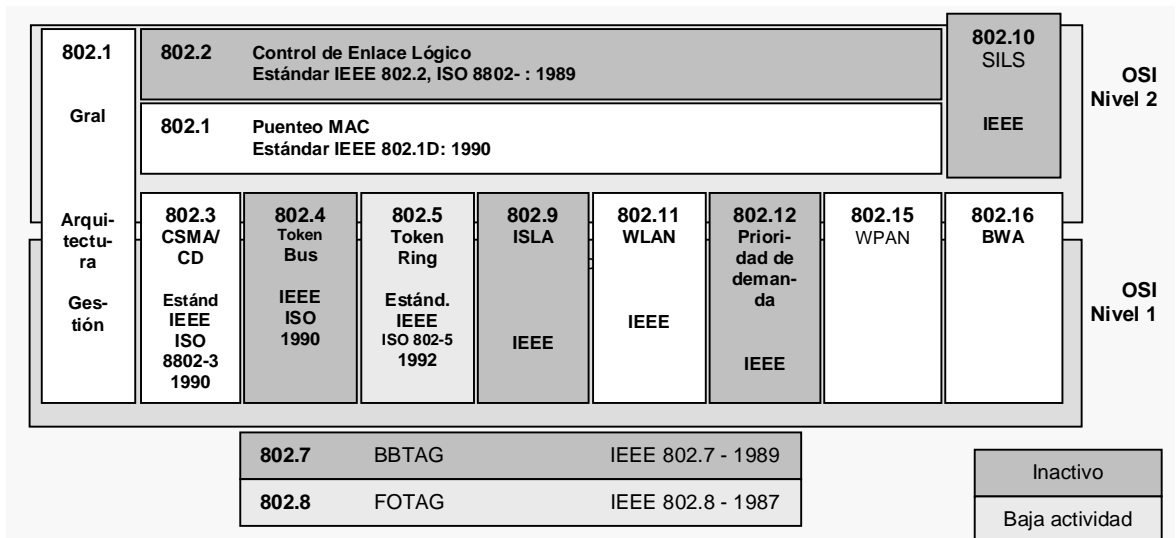 802.1
Gral
Arqui-
tectu-
ra
Ges-
tión
802.2 Control de Enlace Lógico
Estándar IEEE 802.2, ISO 8802- : 1989
802.1 Puenteo MAC
Estándar IEEE 802.1D: 1990
802.10
SILS
IEEE
OSI
Nivel 2
802.3
CSMA/
CD
Estánd
IEEE
ISO
8802-3
1990
802.4
Token
Bus
IEEE
ISO
1990
802.5
Token
Ring
Estánd.
IEEE
ISO 802-5
1992
802.9
ISLA
IEEE
802.11
WLAN
IEEE
802.12
Priori-
dad de
deman-
da
IEEE
802.15
WPAN
802.16
BWA
OSI
Nivel 1
802.7 BBTAG IEEE 802.7 - 1989
802.8 FOTAG IEEE 802.8 - 1987
Inactivo
Baja actividad